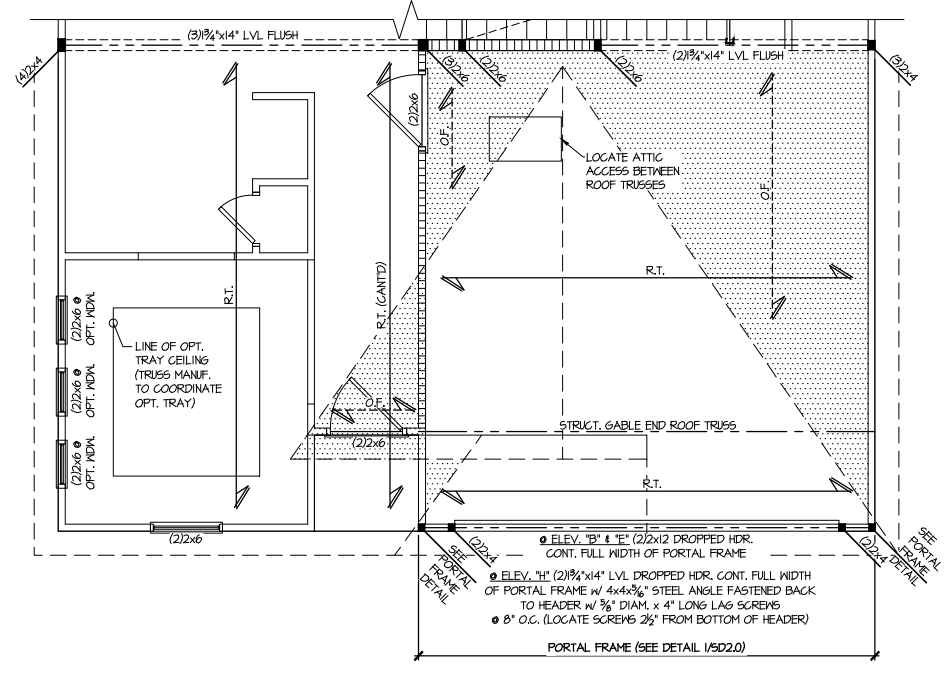 (3)1¾"x14" LVL FLUSH
(2)1¾"x14" LVL FLUSH
(4)2x4
(3)2x6
(2)2x6
(2)2x6
(3)2x4
(2)2x6
O.F.
O.F.
LOCATE ATTIC
ACCESS BETWEEN
ROOF TRUSSES
R.T.
R.T.
R.T. (CANT'D)
(2)2x6 @
OPT. WDW.
(2)2x6 @
OPT. WDW.
(2)2x6 @
OPT. WDW.
LINE OF OPT.
TRAY CEILING
(TRUSS MANUF.
TO COORDINATE
OPT. TRAY)
O.F.
(2)2x6
STRUCT. GABLE END ROOF TRUSS
R.T.
(2)2x6
SEE
PORTAL
FRAME
DETAIL
(2)2x4
@ ELEV. "B" & "E" (2)2x12 DROPPED HDR.
CONT. FULL WIDTH OF PORTAL FRAME
(2)2x4
SEE
PORTAL
FRAME
DETAIL
@ ELEV. "H" (2)1¾"x14" LVL DROPPED HDR. CONT. FULL WIDTH
OF PORTAL FRAME w/ 4x4x5/16" STEEL ANGLE FASTENED BACK
TO HEADER w/ ⅝" DIAM. x 4" LONG LAG SCREWS
@ 8" O.C. (LOCATE SCREWS 2½" FROM BOTTOM OF HEADER)
PORTAL FRAME (SEE DETAIL 1/SD2.0)